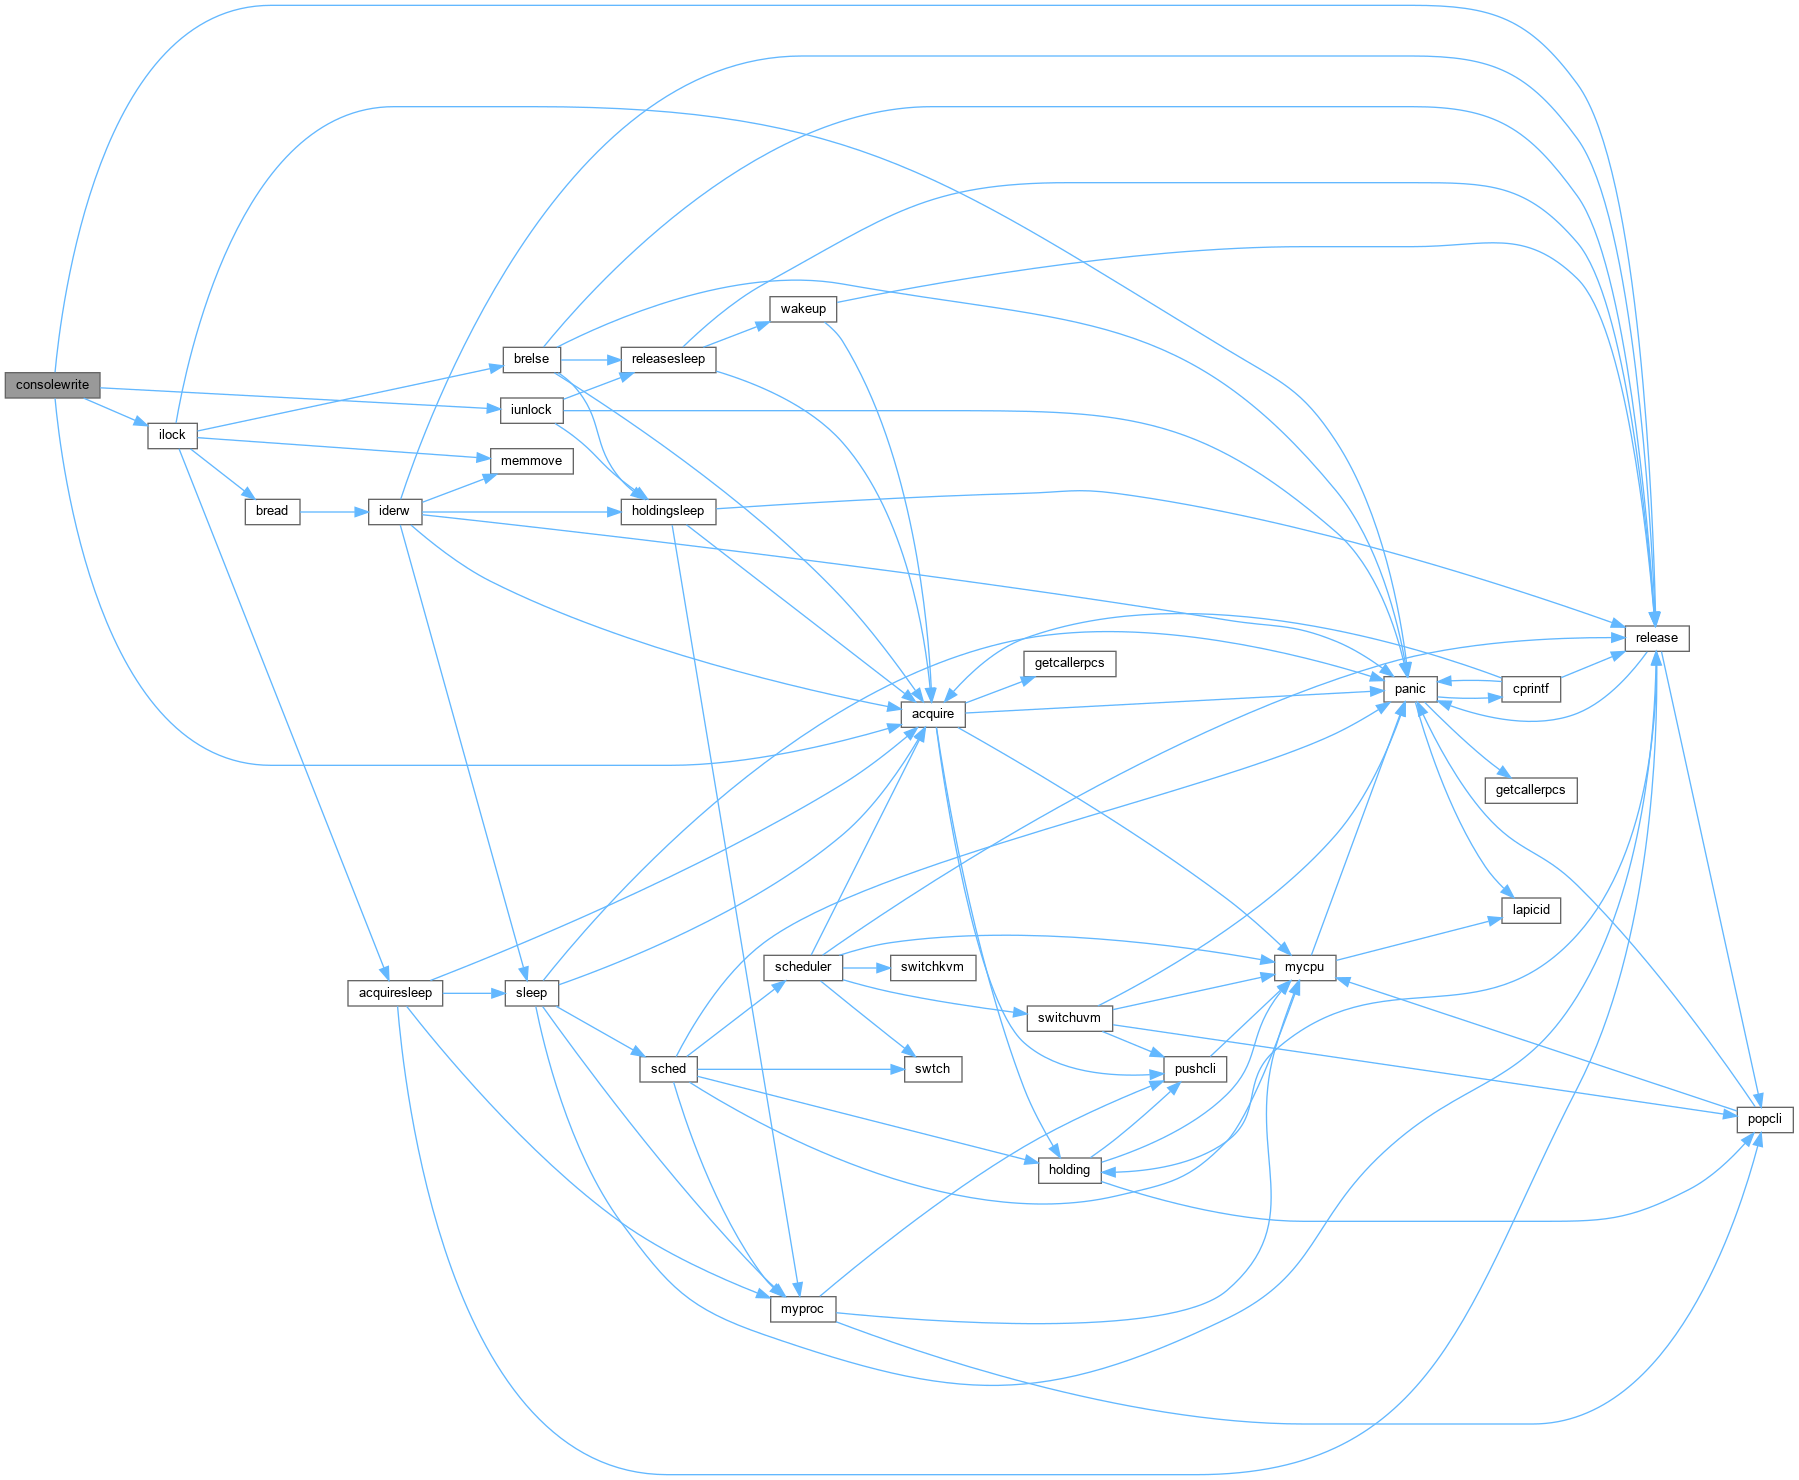 wakeup
brelse
releasesleep
consolewrite
iunlock
ilock
memmove
bread
iderw
holdingsleep
release
getcallerpcs
panic
cprintf
acquire
getcallerpcs
lapicid
scheduler
switchkvm
mycpu
acquiresleep
sleep
switchuvm
sched
swtch
pushcli
popcli
holding
myproc